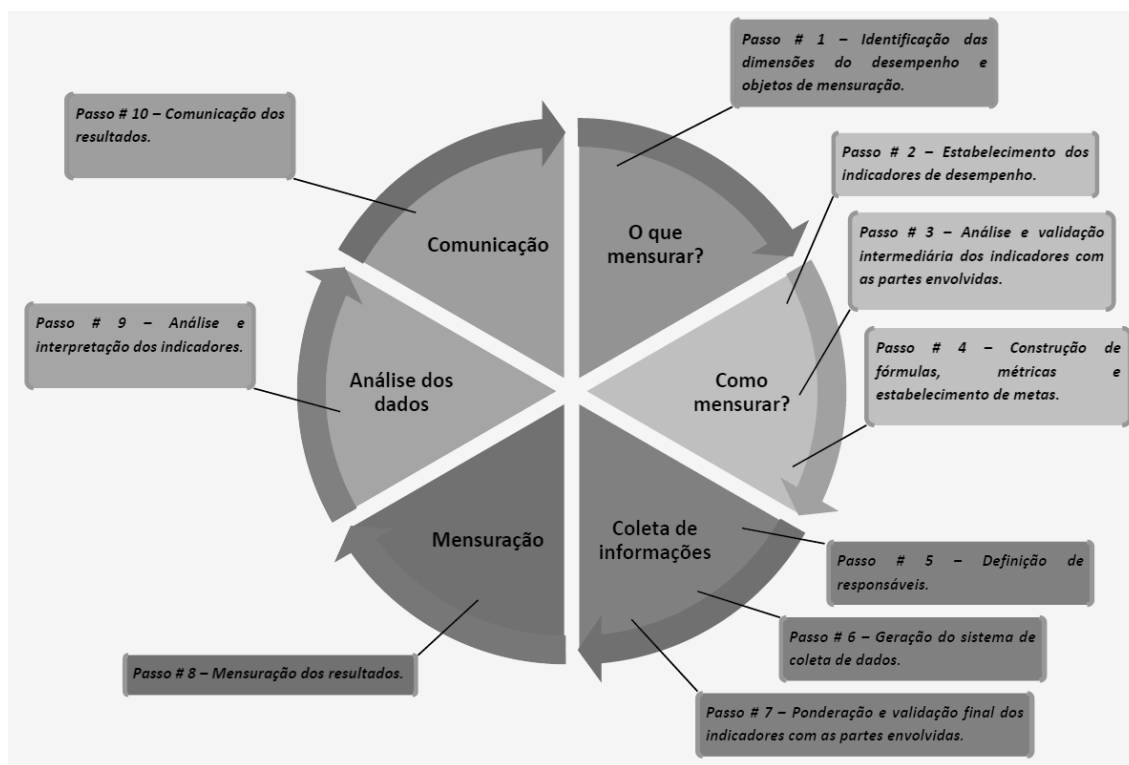 Passo # 1 – Identificação das
dimensões do desempenho e
objetos de mensuração.
Passo # 2 – Estabelecimento dos
indicadores de desempenho.
Passo # 3 – Análise e validação
intermediária dos indicadores com
as partes envolvidas.
Passo # 4 – Construção de
fórmulas, métricas e
estabelecimento de metas.
Passo # 5 – Definição de
responsáveis.
Passo # 6 – Geração do sistema de
coleta de dados.
Passo # 7 – Ponderação e validação final dos
indicadores com as partes envolvidas.
Passo # 8 – Mensuração dos resultados.
Passo # 9 – Análise e
interpretação dos indicadores.
Passo # 10 – Comunicação dos
resultados.
O que
mensurar?
Como
mensurar?
Coleta de
informações
Mensuração
Análise dos
dados
Comunicação